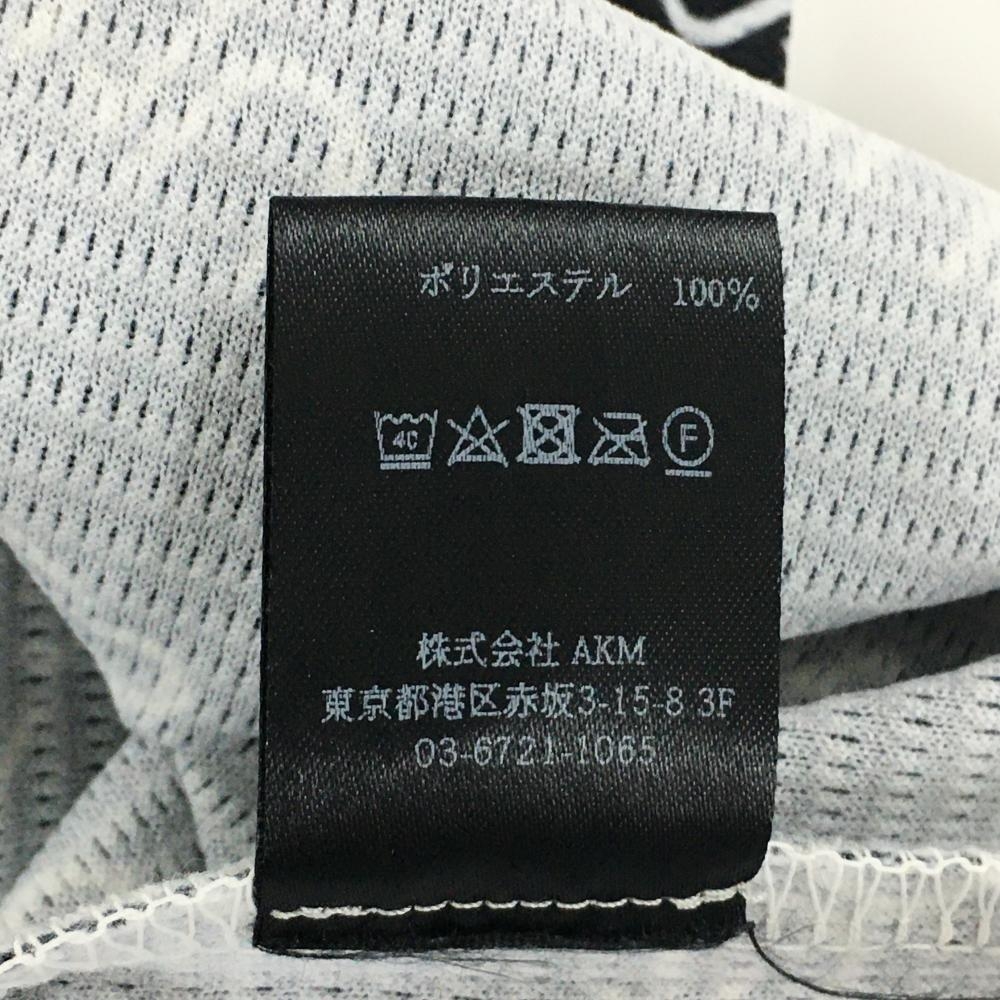 ポリエステル 100%
40 F
株式会社 AKM
東京都港区赤坂3-15-8 3F
03-6721-1065